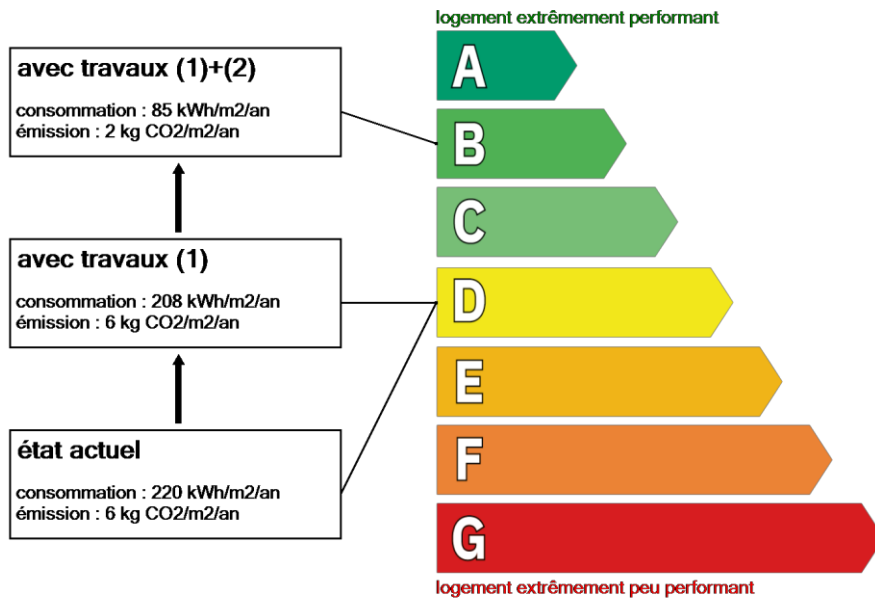 logement extrêmement performant
avec travaux (1)+(2)
consommation : 85 kWh/m2/an
émission : 2 kg CO2/m2/an
avec travaux (1)
consommation : 208 kWh/m2/an
émission : 6 kg CO2/m2/an
état actuel
consommation : 220 kWh/m2/an
émission : 6 kg CO2/m2/an
A
B
C
D
E
F
G
logement extrêmement peu performant